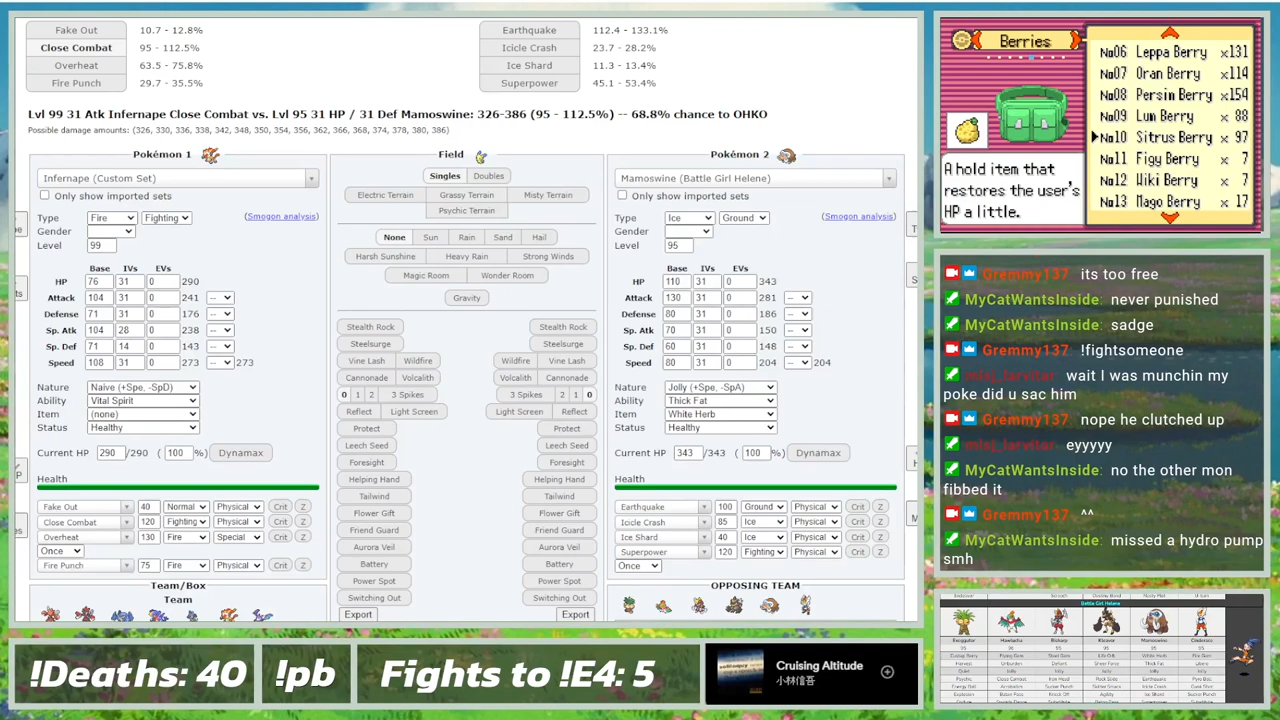 Fake Out 10.7 - 12.8%
Close Combat 95 - 112.5%
Overheat 63.5 - 75.8%
Fire Punch 29.7 - 35.5%
Earthquake 112.4 - 133.1%
Icicle Crash 23.7 - 28.2%
Ice Shard 11.3 - 13.4%
Superpower 45.1 - 53.4%
Lvl 99 31 Atk Infernape Close Combat vs. Lvl 95 31 HP / Def Mamoswine: 326-386 (95 - 112.5%) -- 68.8% chance to OHKO
Possible damage amounts: (326, 330, 336, 338, 342, 348, 350, 354, 356, 362, 366, 368, 374, 378, 380, 386)
Pokémon 1
Infernape (Custom Set)
Only show imported sets
Type Fire Fighting (Smogon analysis)
Gender
Level 99
Base IVs EVs
HP 76 31 0 290
Attack 104 31 0 241 --
Defense 71 31 0 176 --
Sp. Atk 104 28 0 238 --
Sp. Def 71 14 0 143 --
Speed 108 31 0 273 -- 273
Nature Naive (+Spe, -SpD)
Ability Vital Spirit
Item (none)
Status Healthy
Current HP 290 /290 ( 100 %) Dynamax
Health
Fake Out 40 Normal Physical Crit Z
Close Combat 120 Fighting Physical Crit Z
Overheat 130 Fire Special Crit Z
Once
Fire Punch 75 Fire Physical Crit Z
Team/Box
Team
Field
Singles Doubles
Electric Terrain Grassy Terrain Misty Terrain
Psychic Terrain
None Sun Rain Sand Hail
Harsh Sunshine Heavy Rain Strong Winds
Magic Room Wonder Room
Gravity
Stealth Rock Stealth Rock
Steelsurge Steelsurge
Vine Lash Wildfire Wildfire Vine Lash
Cannonade Volcalith Volcalith Cannonade
0 1 2 3 Spikes 3 Spikes 2 1 0
Reflect Light Screen Light Screen Reflect
Protect Protect
Leech Seed Leech Seed
Foresight Foresight
Helping Hand Helping Hand
Tailwind Tailwind
Flower Gift Flower Gift
Friend Guard Friend Guard
Aurora Veil Aurora Veil
Battery Battery
Power Spot Power Spot
Switching Out Switching Out
Export Export
Pokémon 2
Mamoswine (Battle Girl Helene)
Only show imported sets
Type Ice Ground (Smogon analysis)
Gender
Level 95
Base IVs EVs
HP 110 31 0 343
Attack 130 31 0 281 --
Defense 80 31 0 186 --
Sp. Atk 70 31 0 150 --
Sp. Def 60 31 0 148 --
Speed 80 31 0 204 -- 204
Nature Jolly (+Spe, -SpA)
Ability Thick Fat
Item White Herb
Status Healthy
Current HP 343 /343 ( 100 %) Dynamax
Health
Earthquake 100 Ground Physical Crit Z
Icicle Crash 85 Ice Physical Crit Z
Ice Shard 40 Ice Physical Crit Z
Superpower 120 Fighting Physical Crit Z
Once
OPPOSING TEAM
Berries
A hold item that
restores the user's
HP a little.
No06 Leppa Berry x131
No07 Oran Berry x114
No08 Persim Berry x154
No09 Lum Berry x 88
No10 Sitrus Berry x 97
No11 Figy Berry x 7
No12 Wiki Berry x 7
No13 Mago Berry x 17
Gremmy137 its too free
MyCatWantsInside: never punished
MyCatWantsInside: sadge
Gremmy137: !fightsomeone
wait I was munchin my
poke did u sac him
Gremmy137: nope he clutched up
eyyyyy
MyCatWantsInside: no the other mon
fibbed it
Gremmy137: ^^
MyCatWantsInside: missed a hydro pump
smh
Battle Girl Helene
Exeggutor Hawlucha Bisharp Kleavor Mamoswine Cinderace
!Deaths: 40 !pb Fight: 10!E4: 5
Cruising Altitude
小林信吾